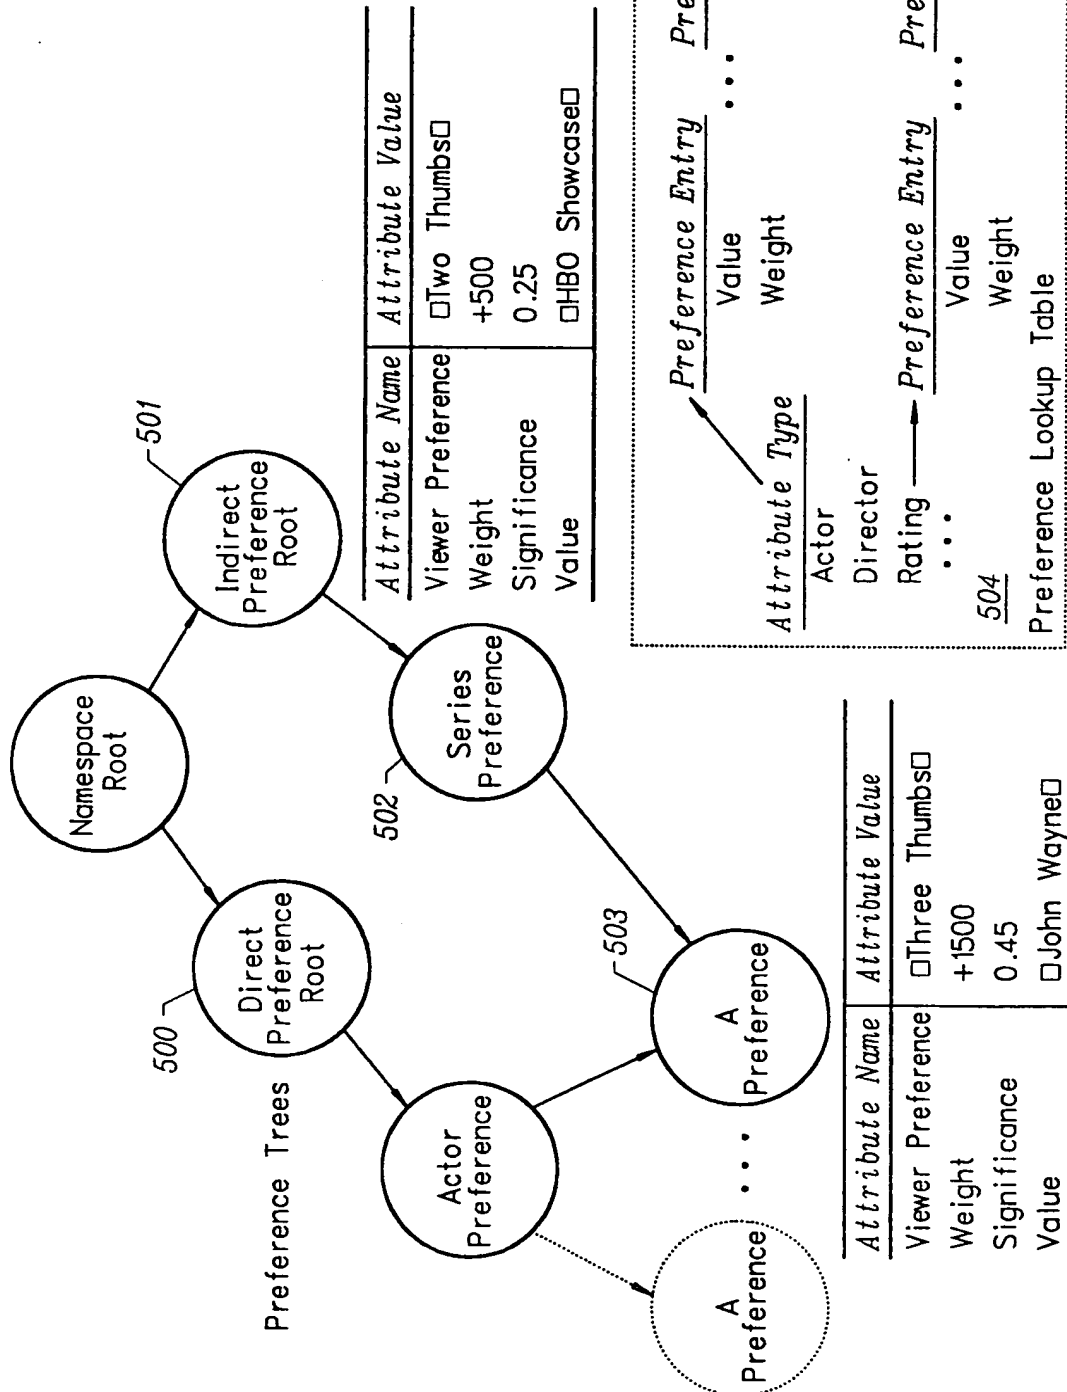 Preference Trees
Namespace
Root
500
Direct
Preference
Root
501
Indirect
Preference
Root
Actor
Preference
502
Series
Preference
A
Preference
...
503
A
Preference
Attribute Name Attribute Value
Viewer Preference □Two Thumbs□
Weight +500
Significance 0.25
Value □HBO Showcase□
Attribute Name Attribute Value
Viewer Preference □Three Thumbs□
Weight +1500
Significance 0.45
Value □John Wayne□
Preference Entry Pre
Value ...
Weight
Attribute Type
Actor
Director
Rating Preference Entry Pre
... Value ...
504 Weight
Preference Lookup Table